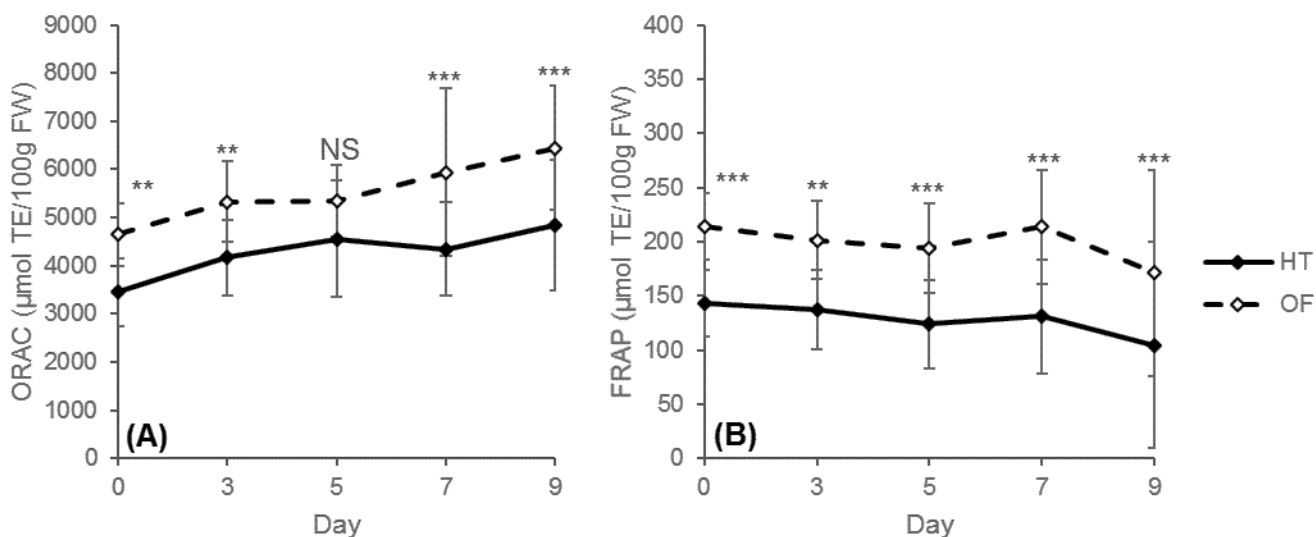 ORAC (μmol TE/100g FW)
9000
8000
7000
6000
5000
4000
3000
2000
1000
0
**
**
NS
***
***
(A)
0 3 5 7 9
Day
FRAP (μmol TE/100g FW)
400
350
300
250
200
150
100
50
0
***
**
***
***
***
(B)
0 3 5 7 9
Day
HT
OF